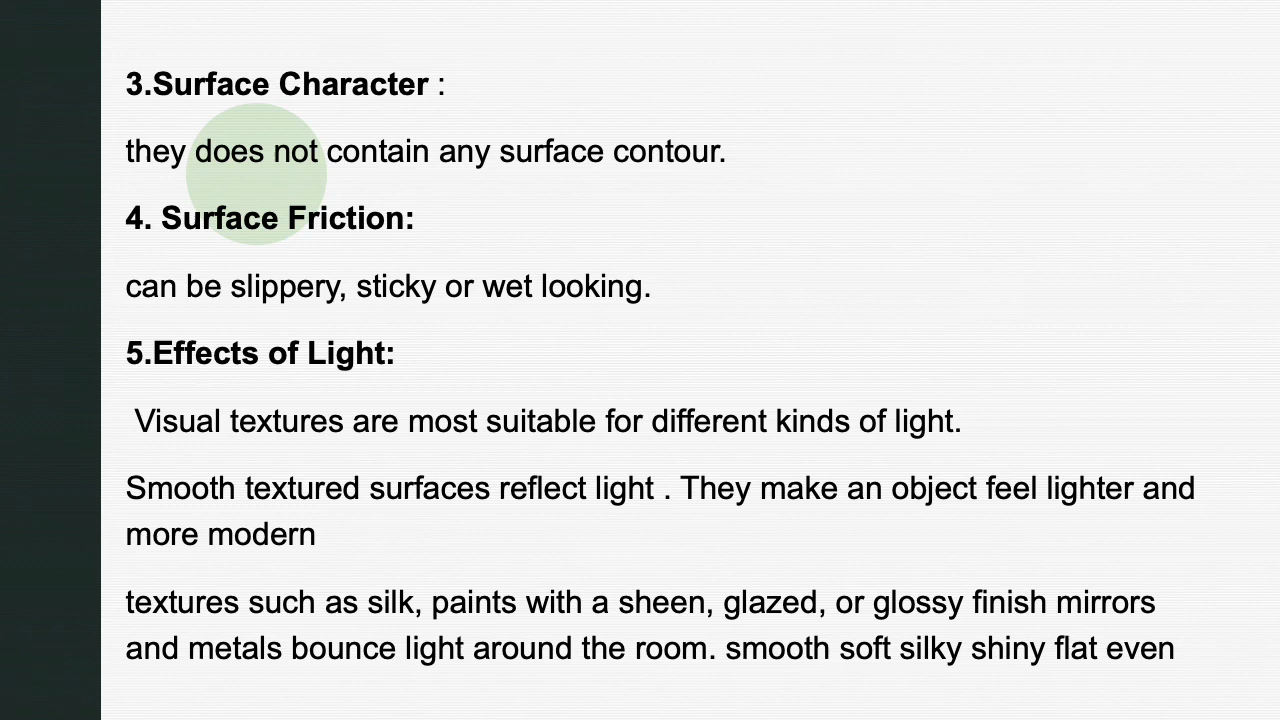 3.Surface Character :
they does not contain any surface contour.
4. Surface Friction:
can be slippery, sticky or wet looking.
5.Effects of Light:
Visual textures are most suitable for different kinds of light.
Smooth textured surfaces reflect light . They make an object feel lighter and
more modern
textures such as silk, paints with a sheen, glazed, or glossy finish mirrors
and metals bounce light around the room. smooth soft silky shiny flat even